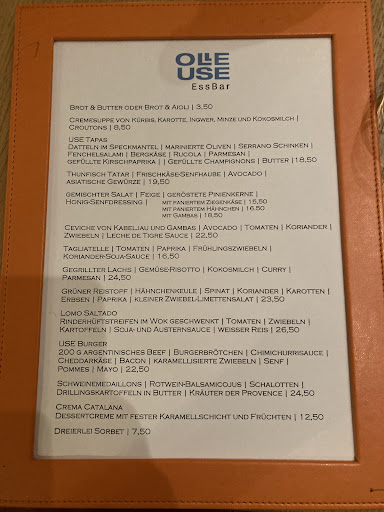 OLLE
USE
EssBar
Brot & Butter oder Brot & Aioli | 3,50
Cremesuppe von Kürbis, Karotte, Ingwer, Minze und Kokosmilch |
Croutons | 8,50
USE Tapas
Datteln im Speckmantel | marinierte Oliven | Serrano Schinken |
Fenchelsalami | Bergkäse | Rucola | Parmesan |
gefüllte Kirschpaprika | | Gefüllte Champignons | Butter | 18,50
Thunfisch Tatar | Frischkäse-Senfhaube | Avocado |
asiatische Gewürze | 19,50
gemischter Salat | Feige | geröstete Pinienkerne |
Honig-Senfdressing | mit paniertem Ziegenkäse | 15,50
mit paniertem Hähnchen | 16,50
mit Gambas | 18,50
Ceviche von Kabeljau und Gambas | Avocado | Tomaten | Koriander |
Zwiebeln | Leche de Tigre Sauce | 22,50
Tagliatelle | Tomaten | Paprika | Frühlingszwiebeln |
Koriander-Soja-Sauce | 16,50
Gegrillter Lachs | Gemüse-Risotto | Kokosmilch | Curry |
Parmesan | 24,50
Grüner Reistopf | Hähnchenkeule | Spinat | Koriander | Karotten |
Erbsen | Paprika | kleiner Zwiebel-Limettensalat | 23,50
Lomo Saltado
Rinderhüftstreifen im Wok geschwenkt | Tomaten | Zwiebeln |
Kartoffeln | Soja- und Austernsauce | weisser Reis | 26,50
USE Burger
200 g argentinisches Beef | Burgerbrötchen | Chimichurrisauce |
Cheddarkäse | Bacon | karamellisierte Zwiebeln | Senf |
Pommes | Mayo | 22,50
Schweinemedaillons | Rotwein-Balsamicojus | Schalotten |
Drillingskartoffeln in Butter | Kräuter der Provence | 24,50
Crema Catalana
Dessertcreme mit fester Karamellschicht und Früchten | 12,50
Dreierlei Sorbet | 7,50